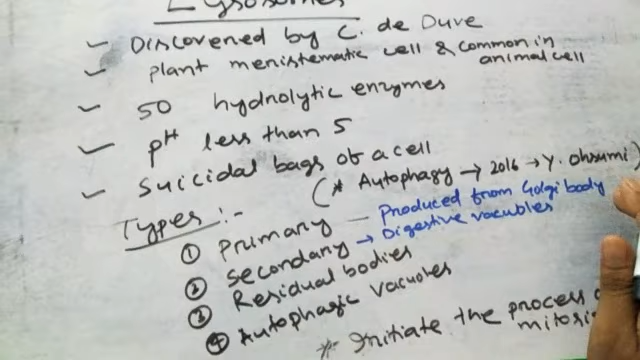 Lysosomes
Discovered by C. de Duve
plant meristematic cell & common in
animal cell
50 hydrolytic enzymes
pH less than 5
Suicidal bags of a cell
(* Autophagy → 2016 → Y. Ohsumi)
Types :-
① Primary — Produced from Golgi body
② Secondary → Digestive vacuoles
③ Residual bodies
④ Autophagic vacuoles
* Initiate the process